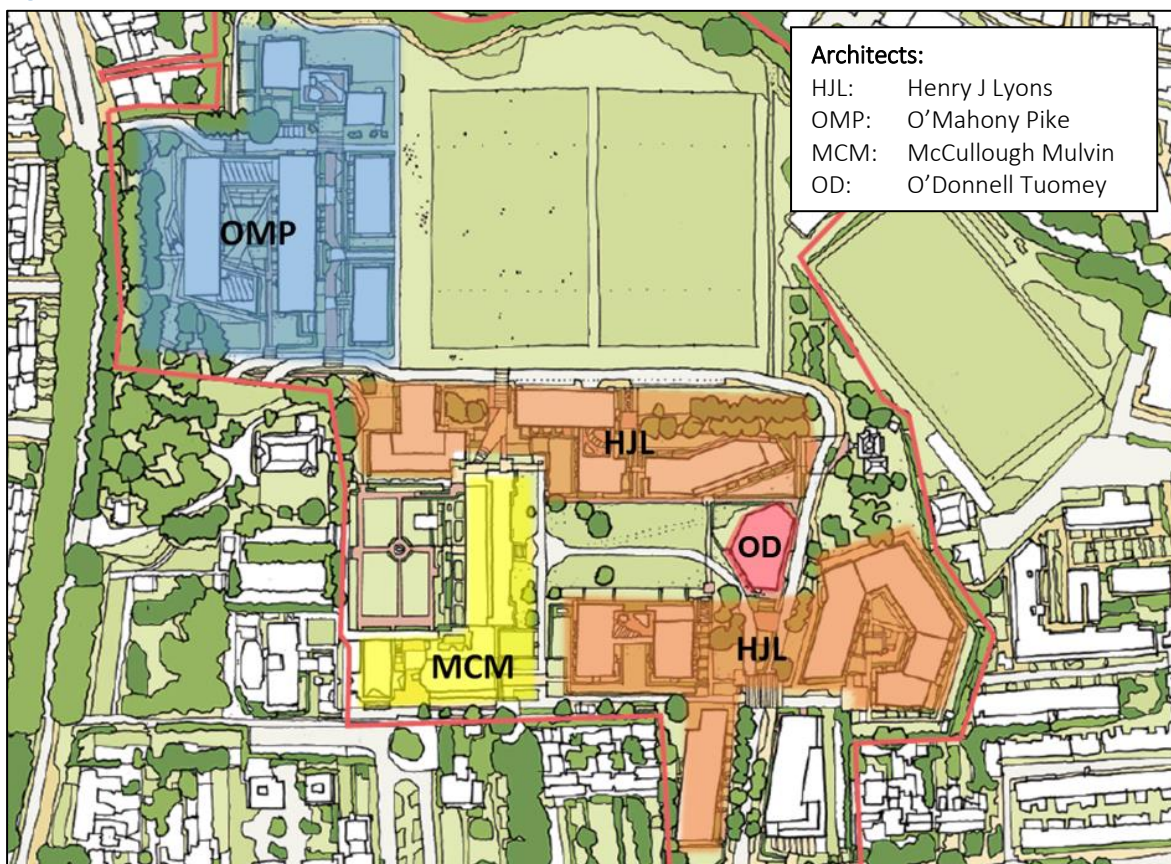 Architects:
HJL: Henry J Lyons
OMP: O’Mahony Pike
MCM: McCullough Mulvin
OD: O’Donnell Tuomey
OMP
HJL
OD
MCM
HJL